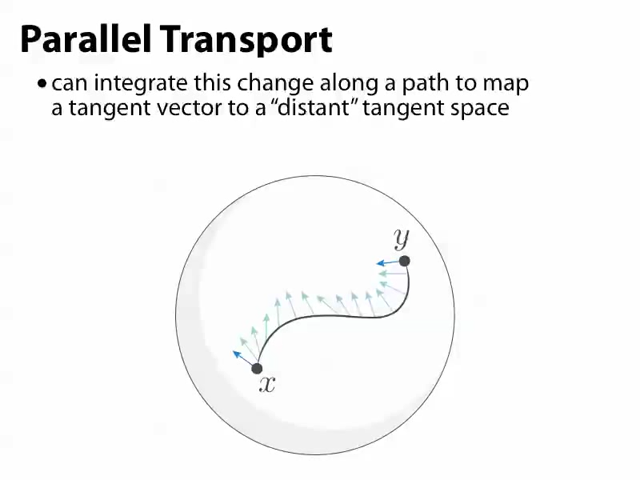 Parallel Transport
• can integrate this change along a path to map
a tangent vector to a “distant” tangent space
y
x